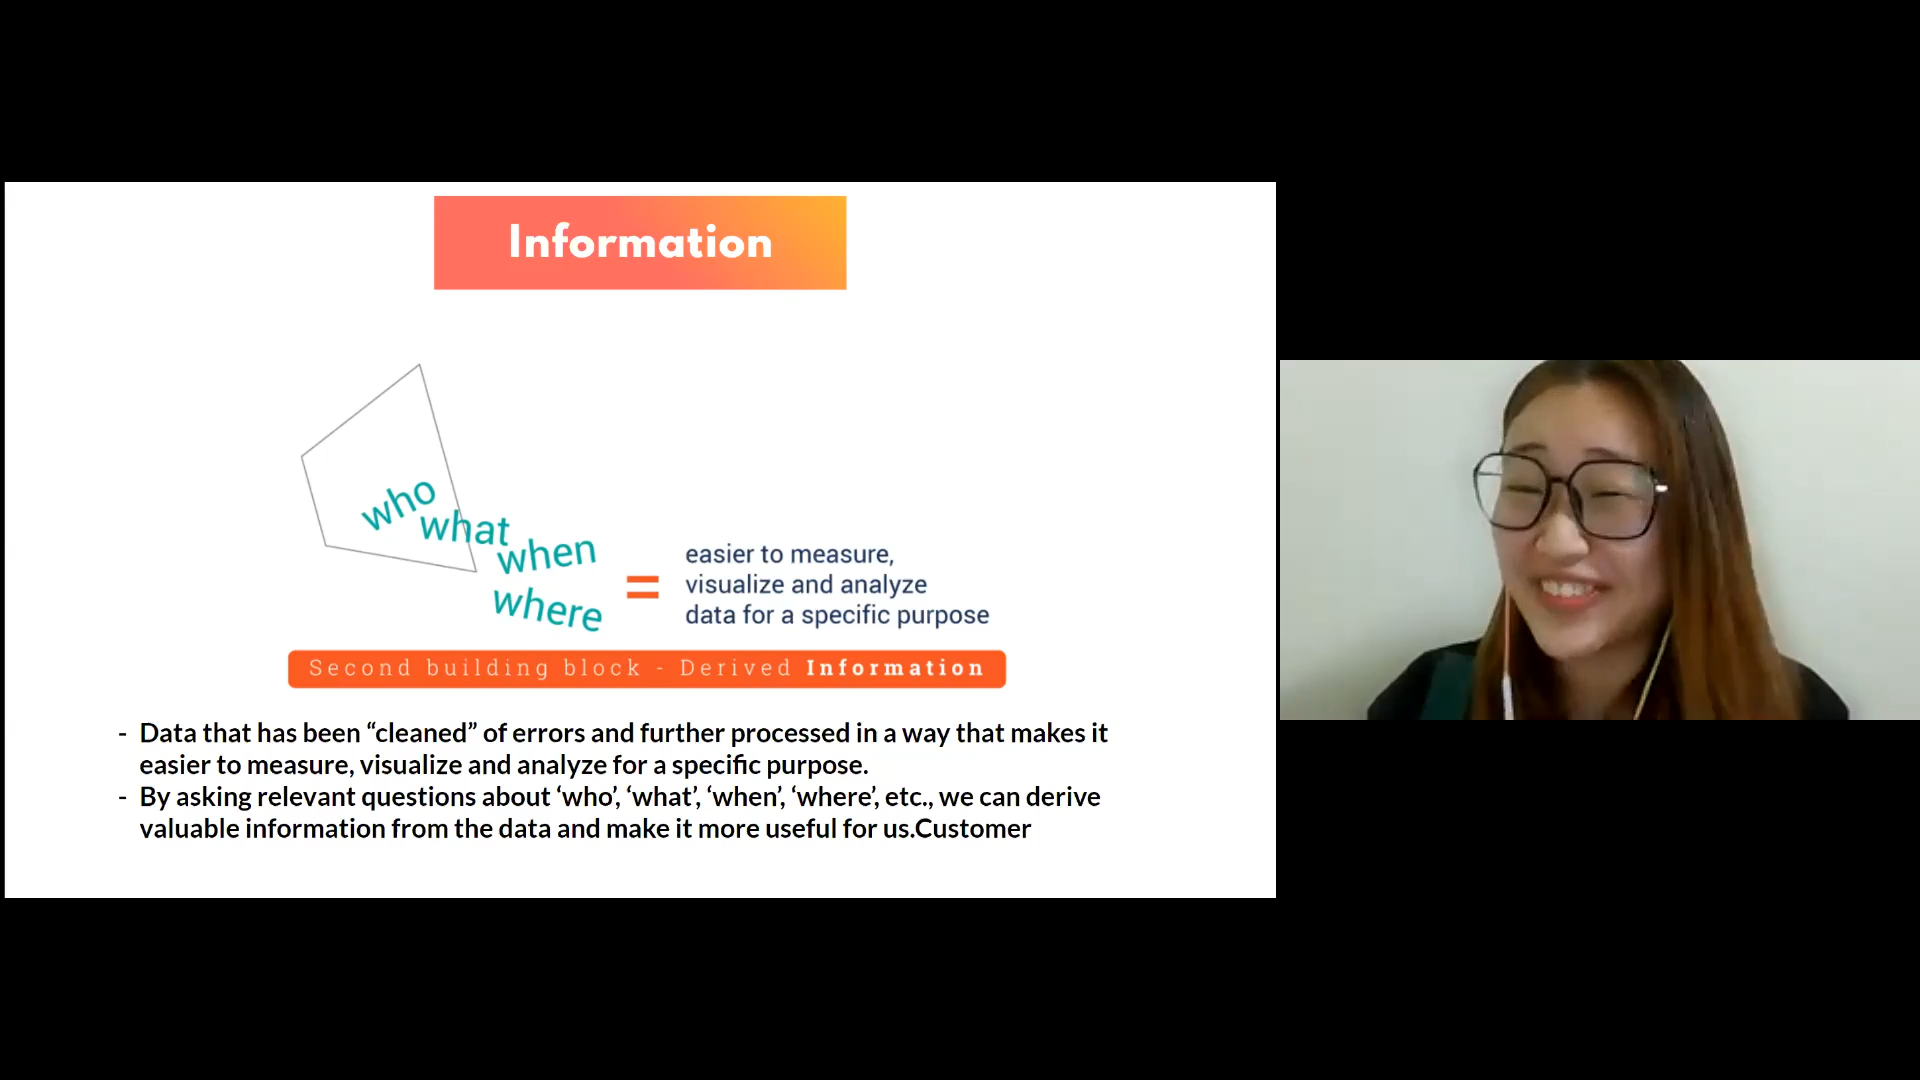 Information
who
what
when
where
=
easier to measure,
visualize and analyze
data for a specific purpose
Second building block - Derived Information
- Data that has been “cleaned” of errors and further processed in a way that makes it
easier to measure, visualize and analyze for a specific purpose.
- By asking relevant questions about ‘who’, ‘what’, ‘when’, ‘where’, etc., we can derive
valuable information from the data and make it more useful for us.Customer